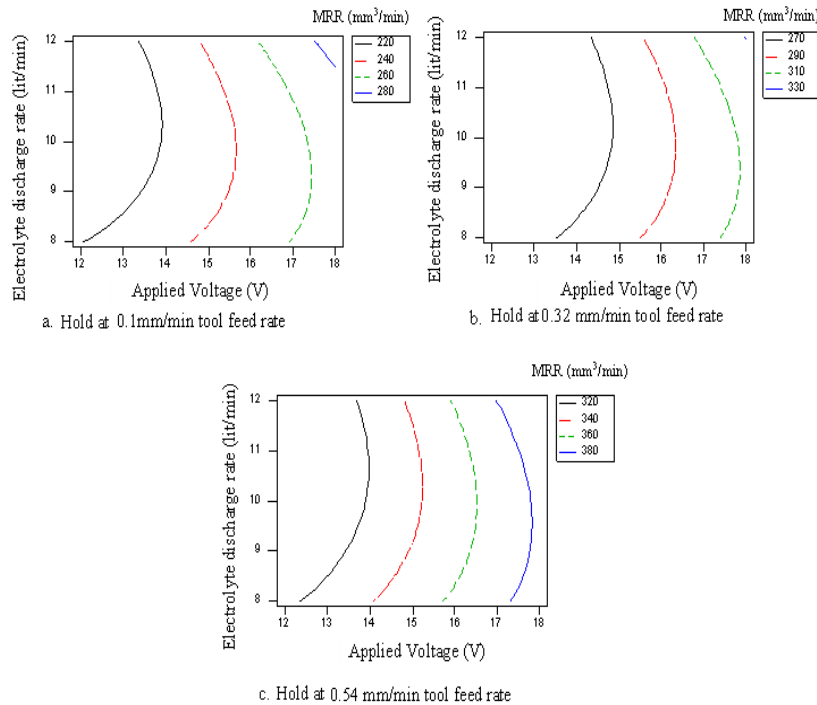 MRR (mm³/min)
220
240
260
280
Electrolyte discharge rate (lit/min)
12
11
10
9
8
12 13 14 15 16 17 18
Applied Voltage (V)
a. Hold at 0.1mm/min tool feed rate
MRR (mm³/min)
270
290
310
330
Electrolyte discharge rate (lit/min)
12
11
10
9
8
12 13 14 15 16 17 18
Applied Voltage (V)
b. Hold at 0.32 mm/min tool feed rate
MRR (mm³/min)
320
340
360
380
Electrolyte discharge rate (lit/min)
12
11
10
9
8
12 13 14 15 16 17 18
Applied Voltage (V)
c. Hold at 0.54 mm/min tool feed rate